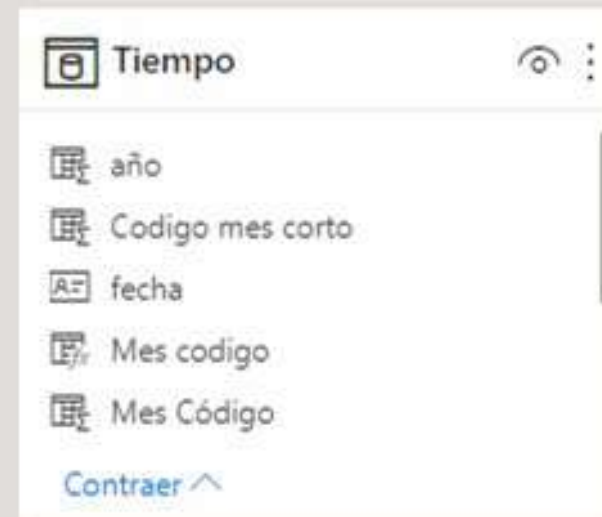 Tiempo
año
Codigo mes corto
fecha
Mes codigo
Mes Código
Contraer